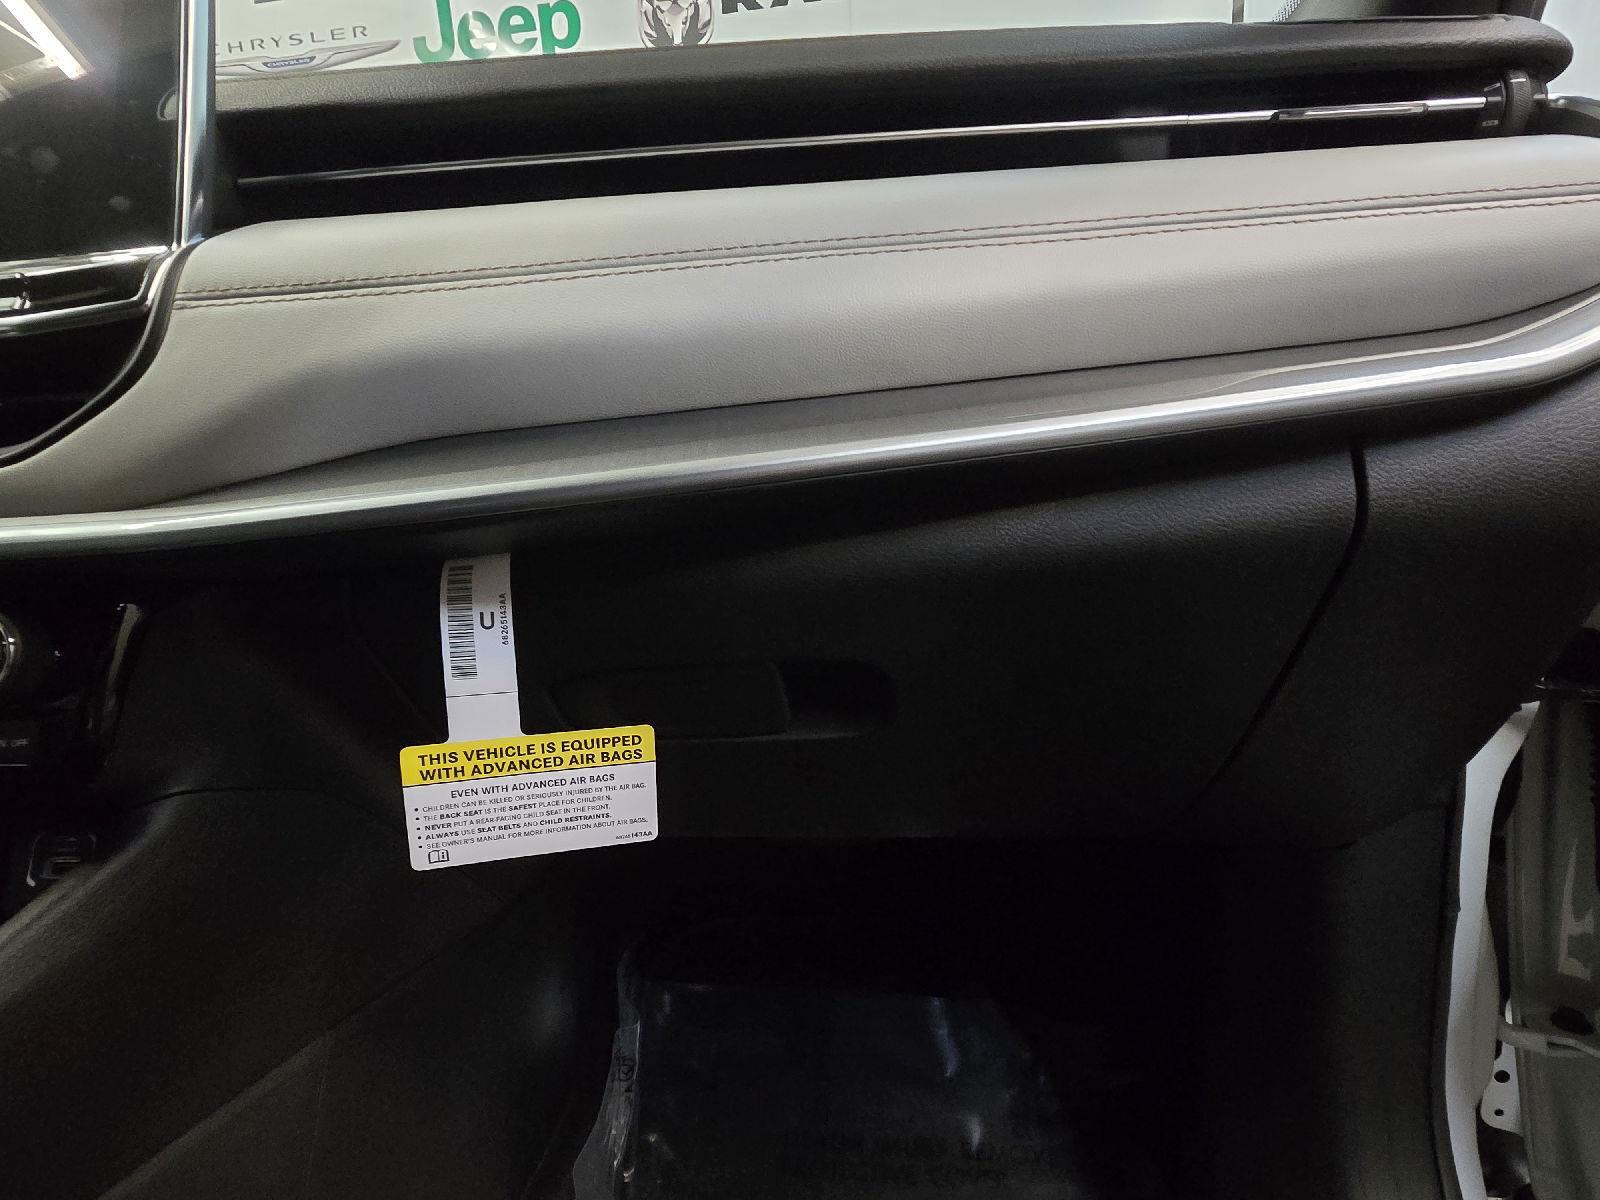 CHRYSLER
CHRYSLER
Jeep
U
68265143AA
THIS VEHICLE IS EQUIPPED
WITH ADVANCED AIR BAGS
EVEN WITH ADVANCED AIR BAGS
• CHILDREN CAN BE KILLED OR SERIOUSLY INJURED BY THE AIR BAG.
• THE BACK SEAT IS THE SAFEST PLACE FOR CHILDREN.
• NEVER PUT A REAR-FACING CHILD SEAT IN THE FRONT.
• ALWAYS USE SEAT BELTS AND CHILD RESTRAINTS.
• SEE OWNER'S MANUAL FOR MORE INFORMATION ABOUT AIR BAGS.
68265143AA
OFF